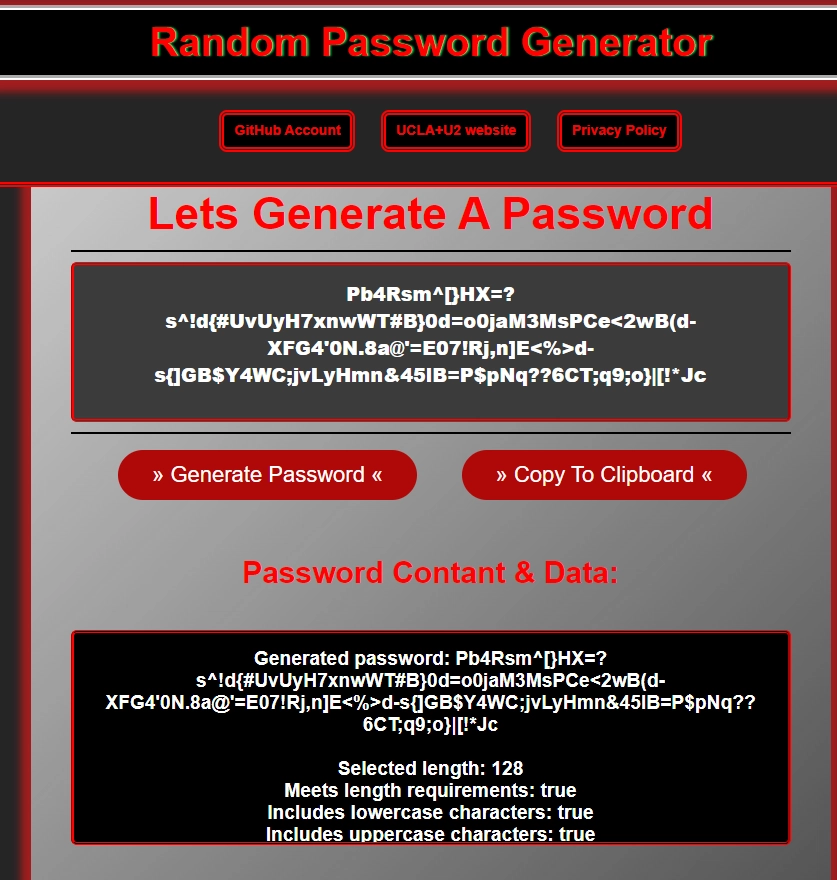 Random Password Generator
GitHub Account
UCLA+U2 website
Privacy Policy
Lets Generate A Password
Pb4Rsm^[}HX=?
s^!d{#UvUyH7xnwWT#B}0d=o0jaM3MsPCe<2wB(d-
XFG4'0N.8a@'=E07!Rj,n]E<%>d-
s{]GB$Y4WC;jvLyHmn&45lB=P$pNq??6CT;q9;o}|[!*Jc
» Generate Password «
» Copy To Clipboard «
Password Contant & Data:
Generated password: Pb4Rsm^[}HX=?
s^!d{#UvUyH7xnwWT#B}0d=o0jaM3MsPCe<2wB(d-
XFG4'0N.8a@'=E07!Rj,n]E<%>d-s{]GB$Y4WC;jvLyHmn&45lB=P$pNq??
6CT;q9;o}|[!*Jc
Selected length: 128
Meets length requirements: true
Includes lowercase characters: true
Includes uppercase characters: true